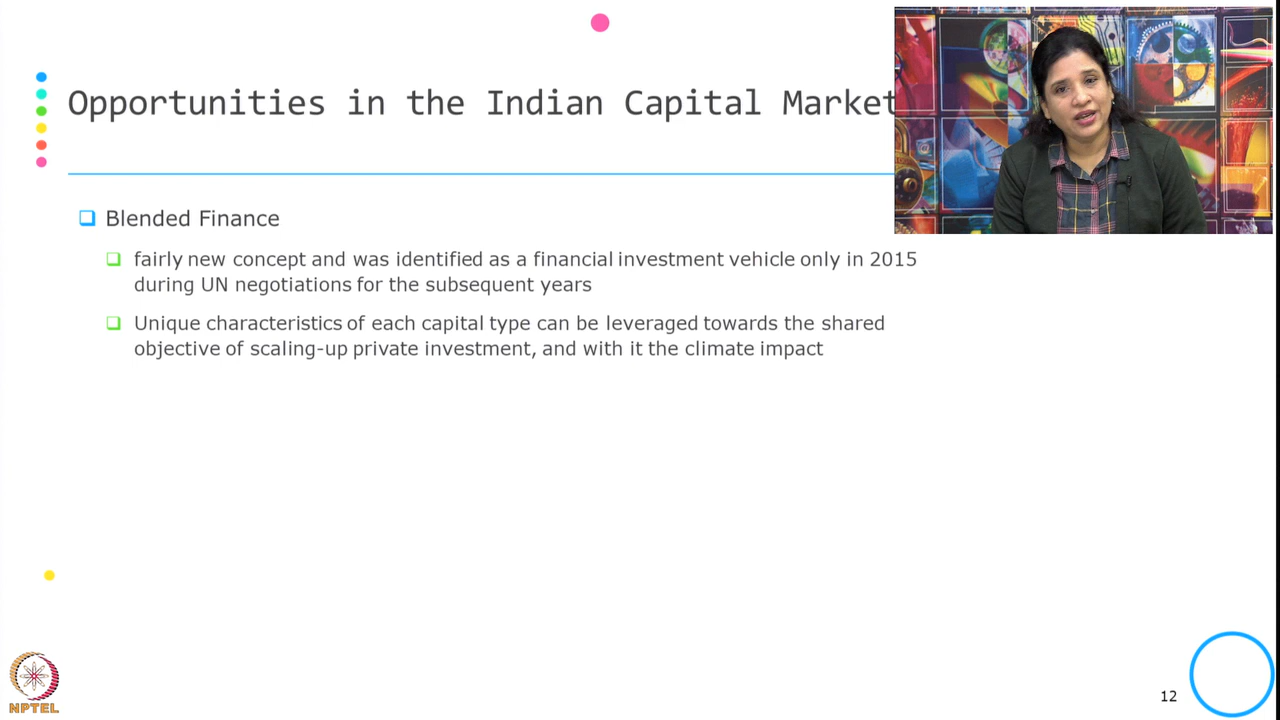 Opportunities in the Indian Capital Market
Blended Finance
fairly new concept and was identified as a financial investment vehicle only in 2015
during UN negotiations for the subsequent years
Unique characteristics of each capital type can be leveraged towards the shared
objective of scaling-up private investment, and with it the climate impact
NPTEL
12